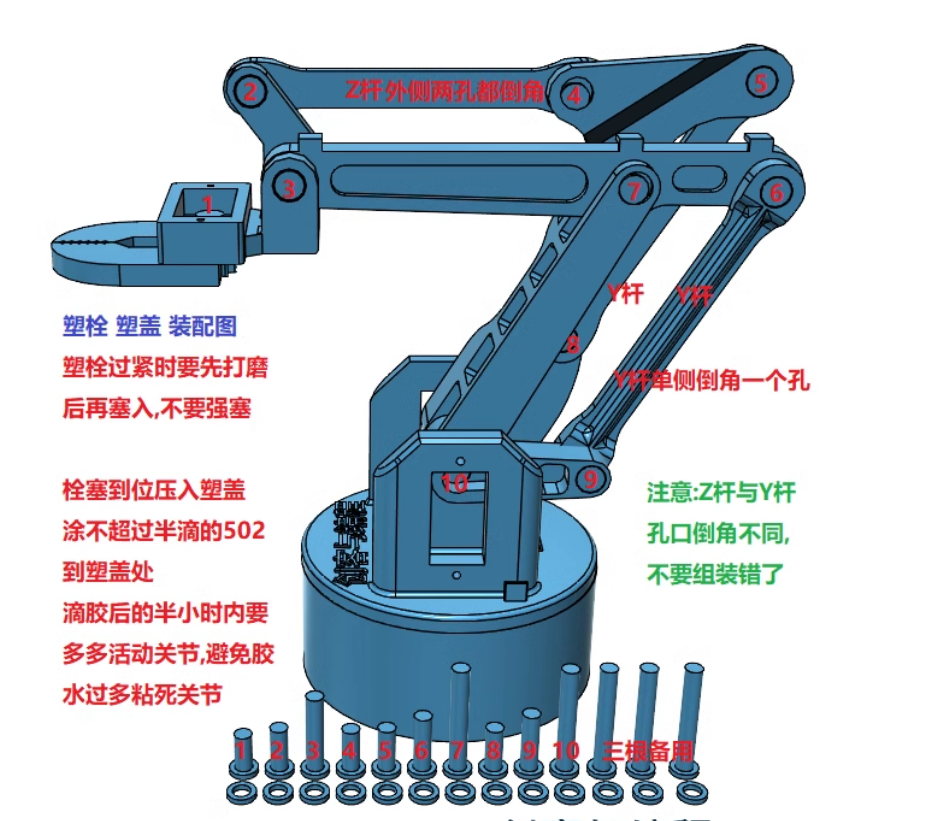 2
Z杆外侧两孔都倒角
4
5
1
3
7
6
Y杆
Y杆
塑栓 塑盖 装配图
8
塑栓过紧时要先打磨
Y杆单侧倒角一个孔
后再塞入,不要强塞
10
9
栓塞到位压入塑盖
注意:Z杆与Y杆
涂不超过半滴的502
孔口倒角不同,
到塑盖处
不要组装错了
滴胶后的半小时内要
多多活动关节,避免胶
水过多粘死关节
1 2 3 4 5 6 7 8 9 10 三根备用